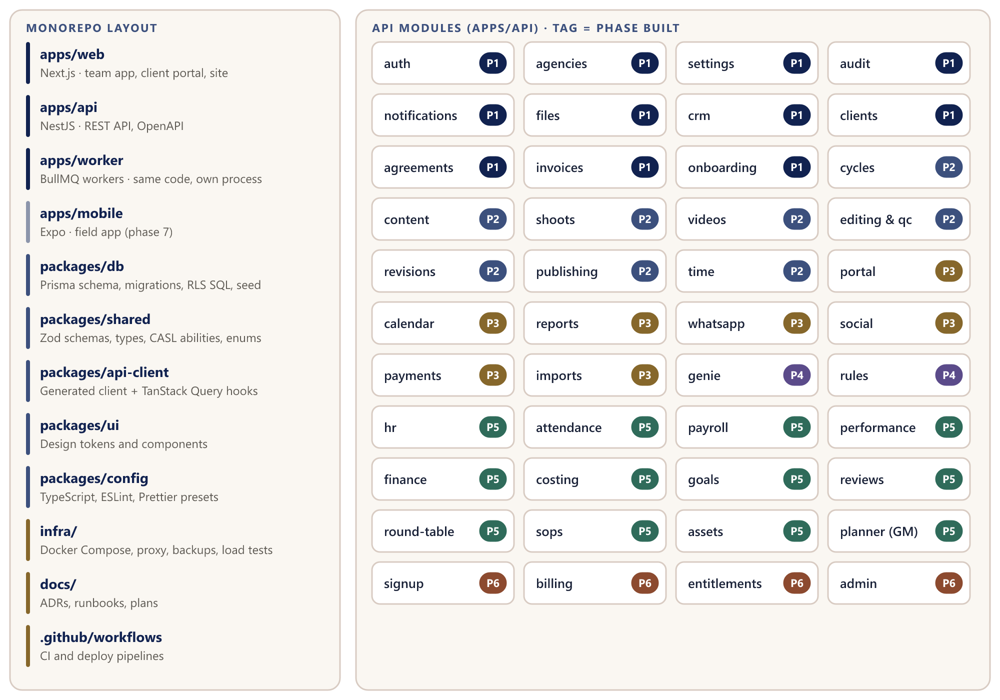 MONOREPO LAYOUT
apps/web
Next.js · team app, client portal, site
apps/api
NestJS · REST API, OpenAPI
apps/worker
BullMQ workers · same code, own process
apps/mobile
Expo · field app (phase 7)
packages/db
Prisma schema, migrations, RLS SQL, seed
packages/shared
Zod schemas, types, CASL abilities, enums
packages/api-client
Generated client + TanStack Query hooks
packages/ui
Design tokens and components
packages/config
TypeScript, ESLint, Prettier presets
infra/
Docker Compose, proxy, backups, load tests
docs/
ADRs, runbooks, plans
.github/workflows
CI and deploy pipelines
API MODULES (APPS/API) · TAG = PHASE BUILT
auth P1 agencies P1 settings P1 audit P1
notifications P1 files P1 crm P1 clients P1
agreements P1 invoices P1 onboarding P1 cycles P2
content P2 shoots P2 videos P2 editing & qc P2
revisions P2 publishing P2 time P2 portal P3
calendar P3 reports P3 whatsapp P3 social P3
payments P3 imports P3 genie P4 rules P4
hr P5 attendance P5 payroll P5 performance P5
finance P5 costing P5 goals P5 reviews P5
round-table P5 sops P5 assets P5 planner (GM) P5
signup P6 billing P6 entitlements P6 admin P6